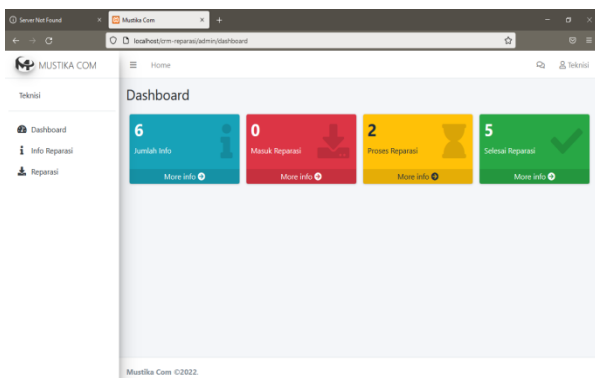 Server Not Found
Mustika Com
localhost/crm-reparasi/admin/dashboard
MUSTIKA COM
Home
Teknisi
Teknisi
Dashboard
Info Reparasi
Reparasi
Dashboard
6
Jumlah Info
More info
0
Masuk Reparasi
More info
2
Proses Reparasi
More info
5
Selesai Reparasi
More info
Mustika Com ©2022.